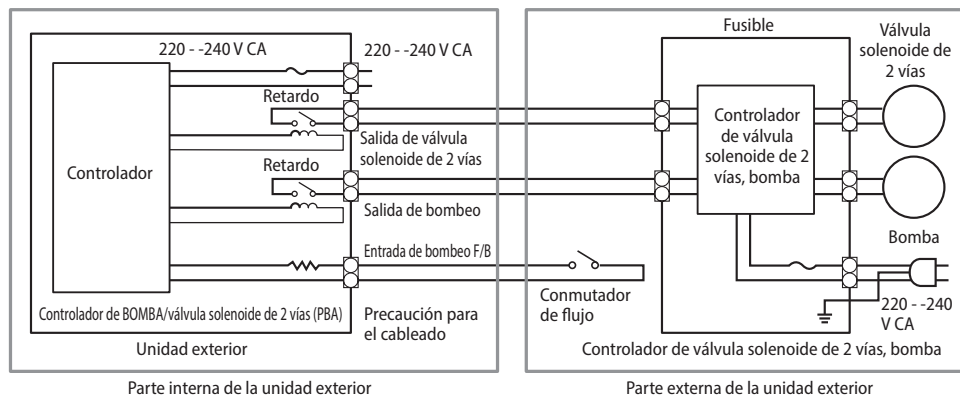 220 - -240 V CA
220 - -240 V CA
Retardo
Controlador
Salida de válvula
solenoide de 2 vías
Retardo
Salida de bombeo
Entrada de bombeo F/B
Controlador de BOMBA/válvula solenoide de 2 vías (PBA)
Precaución para
el cableado
Unidad exterior
Conmutador
de flujo
Fusible
Válvula
solenoide de
2 vías
Controlador
de válvula
solenoide de 2
vías, bomba
Bomba
220 - -240
V CA
Controlador de válvula solenoide de 2 vías, bomba
Parte interna de la unidad exterior
Parte externa de la unidad exterior